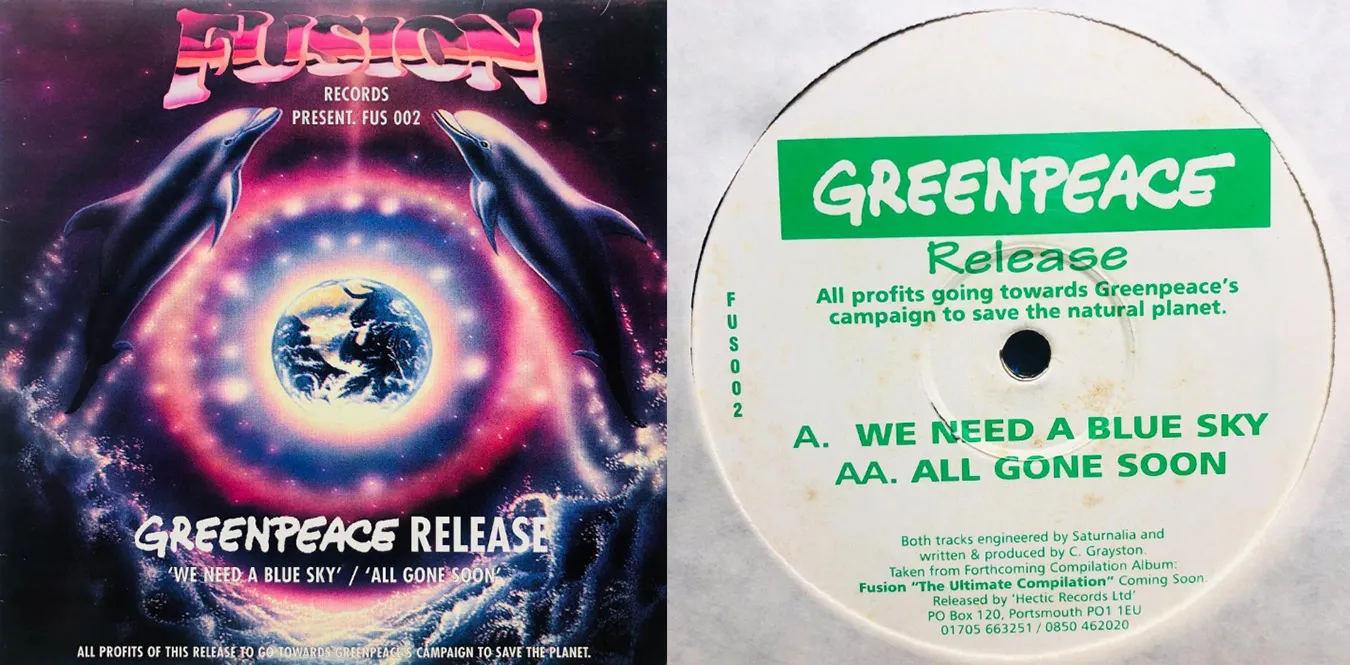 FUSION
RECORDS
PRESENT. FUS 002
GREENPEACE RELEASE
'WE NEED A BLUE SKY' / 'ALL GONE SOON'
ALL PROFITS OF THIS RELEASE TO GO TOWARDS GREENPEACE'S CAMPAIGN TO SAVE THE PLANET.
GREENPEACE
Release
All profits going towards Greenpeace's
campaign to save the natural planet.
FUS002
A. WE NEED A BLUE SKY
AA. ALL GONE SOON
Both tracks engineered by Saturnalia and
written & produced by C. Grayston.
Taken from Forthcoming Compilation Album:
Fusion "The Ultimate Compilation" Coming Soon.
Released by 'Hectic Records Ltd'
PO Box 120, Portsmouth PO1 1EU
01705 663251 / 0850 462020